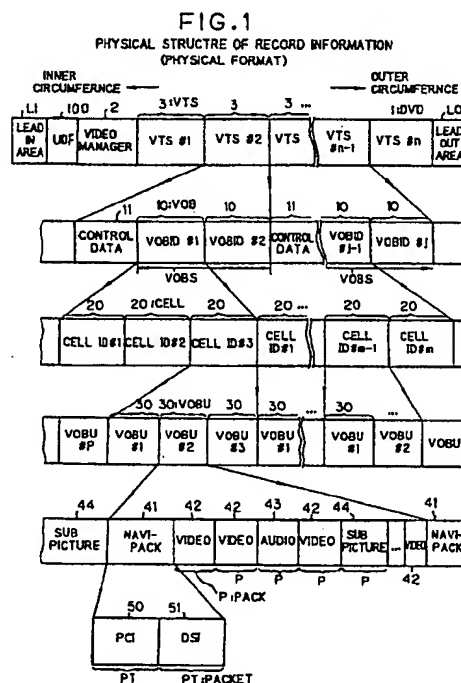 FIG.1
PHYSICAL STRUCTRE OF RECORD INFORMATION
(PHYSICAL FORMAT)
INNER CIRCUMFERNCE
OUTER CIRCUMFERNCE
LI 100 2 3:VTS 3 3 ... 1:DVD LO
LEAD IN AREA UDF VIDEO MANAGER VTS #1 VTS #2 VTS VTS #n-1 VTS #n LEAD OUT AREA
11 10:VOB 10 11 10 10
CONTROL DATA VOBID #1 VOBID #2 CONTROL DATA VOBID #j-1 VOBID #j
VOBS VOBS
20 20:CELL 20 20 ... 20 20
CELL ID#1 CELL ID#2 CELL ID#3 CELL ID#1 CELL ID#m-1 CELL ID#m
30 30:VOBU 30 30 ... 30 ...
VOBU #P VOBU #1 VOBU #2 VOBU #3 VOBU #1 VOBU #1 VOBU #2 VOBU
44 41 42 42 43 42 44 41
SUB PICTURE NAVI-PACK VIDEO VIDEO AUDIO VIDEO SUB PICTURE ... VIDEO NAVI-PACK
P P P P 42
P:PACK
50 51
PCI DSI
PT PT:PACKET